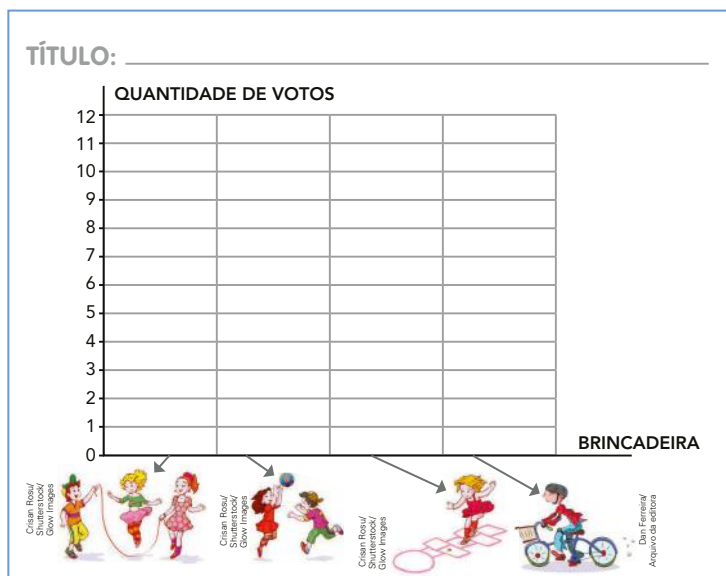 TÍTULO:
QUANTIDADE DE VOTOS
12
11
10
9
8
7
6
5
4
3
2
1
0
BRINCADEIRA
Crisan Rosu/
Shutterstock/
Glow Images
Crisan Rosu/
Shutterstock/
Glow Images
Crisan Rosu/
Shutterstock/
Glow Images
Dan Ferreira/
Arquivo da editora